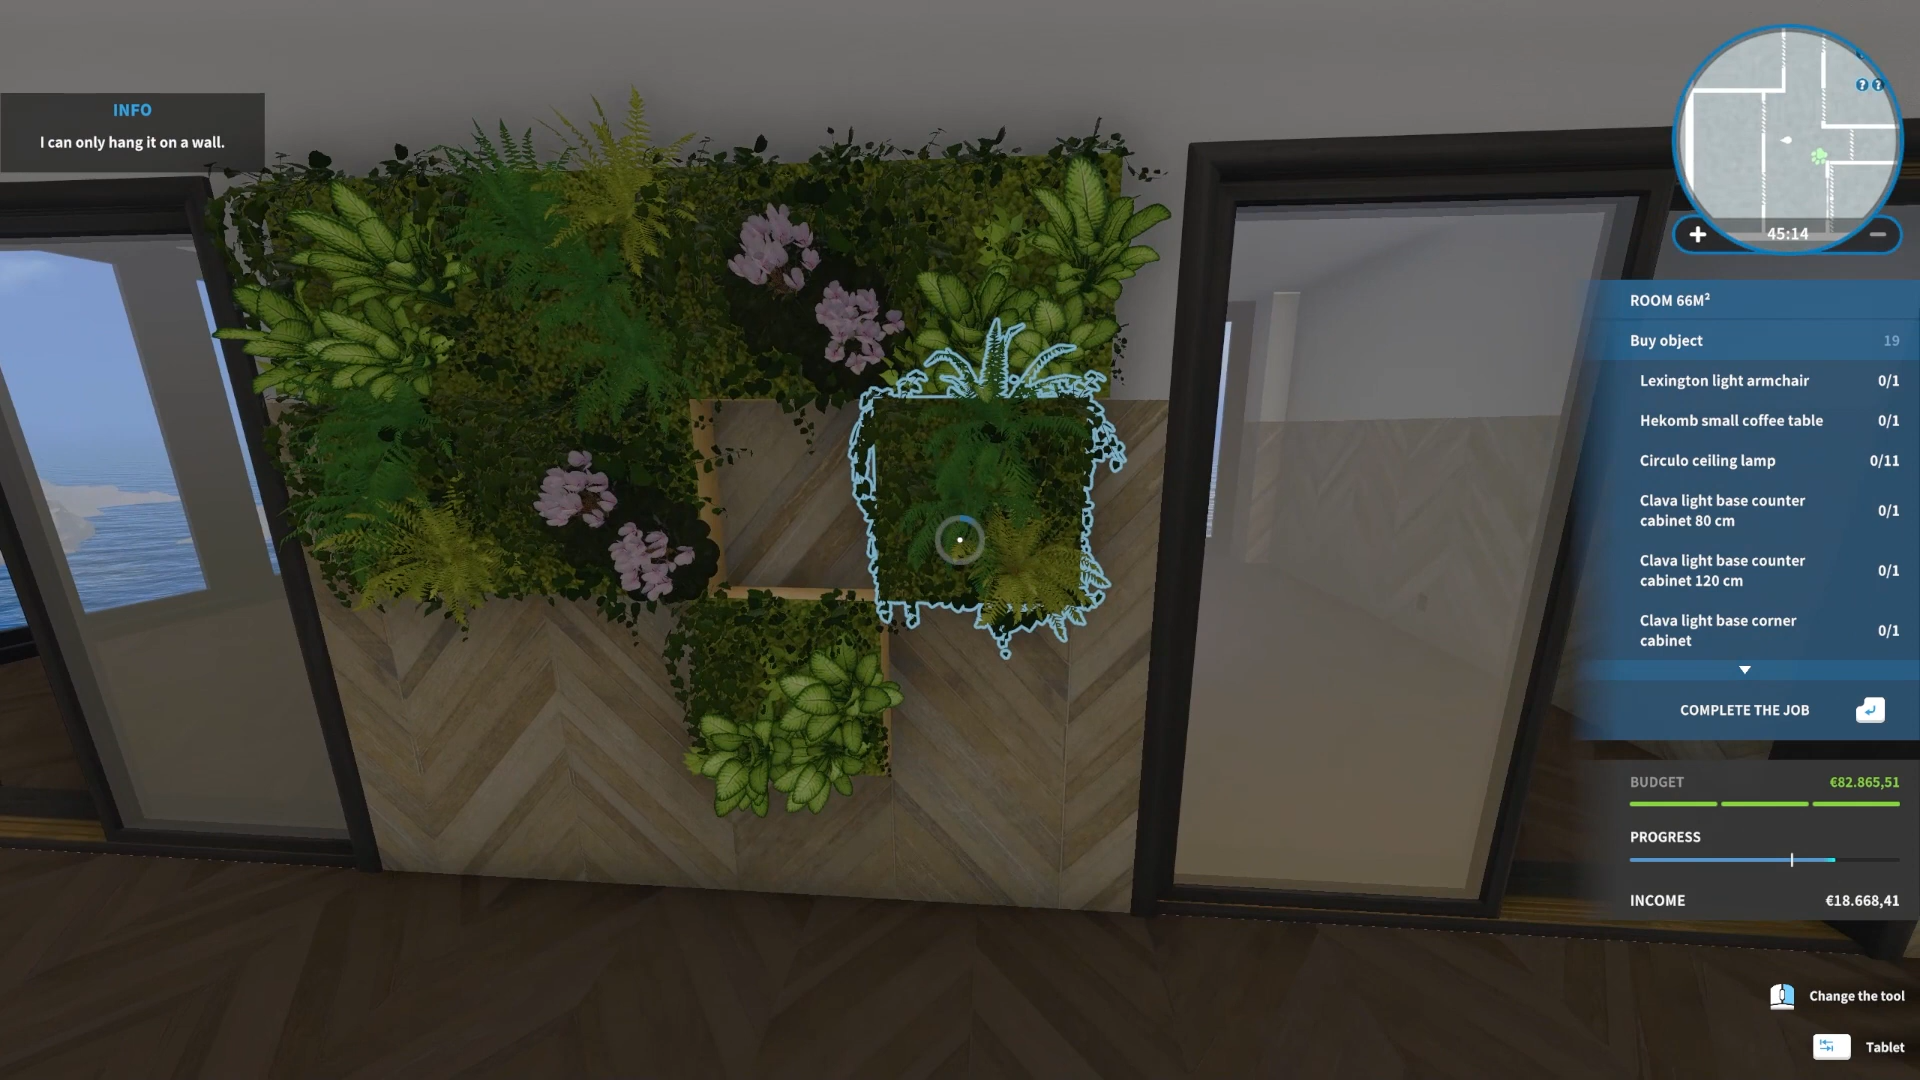 INFO
I can only hang it on a wall.
? ?
+ 45:14 −
ROOM 66M²
Buy object 19
Lexington light armchair 0/1
Hekomb small coffee table 0/1
Circulo ceiling lamp 0/11
Clava light base counter
cabinet 80 cm 0/1
Clava light base counter
cabinet 120 cm 0/1
Clava light base corner
cabinet 0/1
COMPLETE THE JOB
BUDGET €82.865,51
PROGRESS
INCOME €18.668,41
Change the tool
Tablet